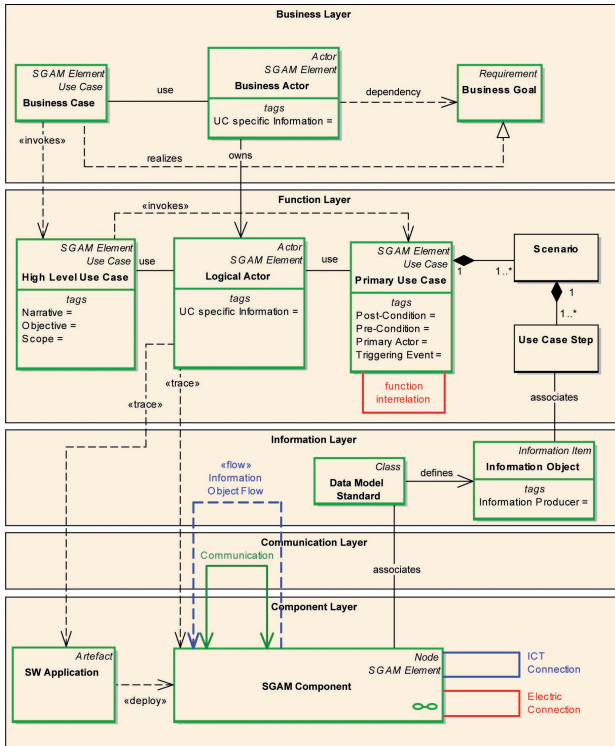 Business Layer
SGAM Element
Use Case
Business Case
use
Actor
SGAM Element
Business Actor
tags
UC specific Information =
dependency
Requirement
Business Goal
«invokes»
realizes
owns
Function Layer
«invokes»
SGAM Element
Use Case
High Level Use Case
tags
Narrative =
Objective =
Scope =
use
Actor
SGAM Element
Logical Actor
tags
UC specific Information =
use
SGAM Element
Use Case
Primary Use Case
tags
Post-Condition =
Pre-Condition =
Primary Actor =
Triggering Event =
1
1..*
Scenario
1
1..*
Use Case Step
function
interrelation
«trace»
«trace»
associates
Information Layer
«flow»
Information
Object Flow
Class
Data Model
Standard
defines
Information Item
Information Object
tags
Information Producer =
Communication Layer
Communication
associates
Component Layer
Artefact
SW Application
«deploy»
Node
SGAM Element
SGAM Component
ICT
Connection
Electric
Connection